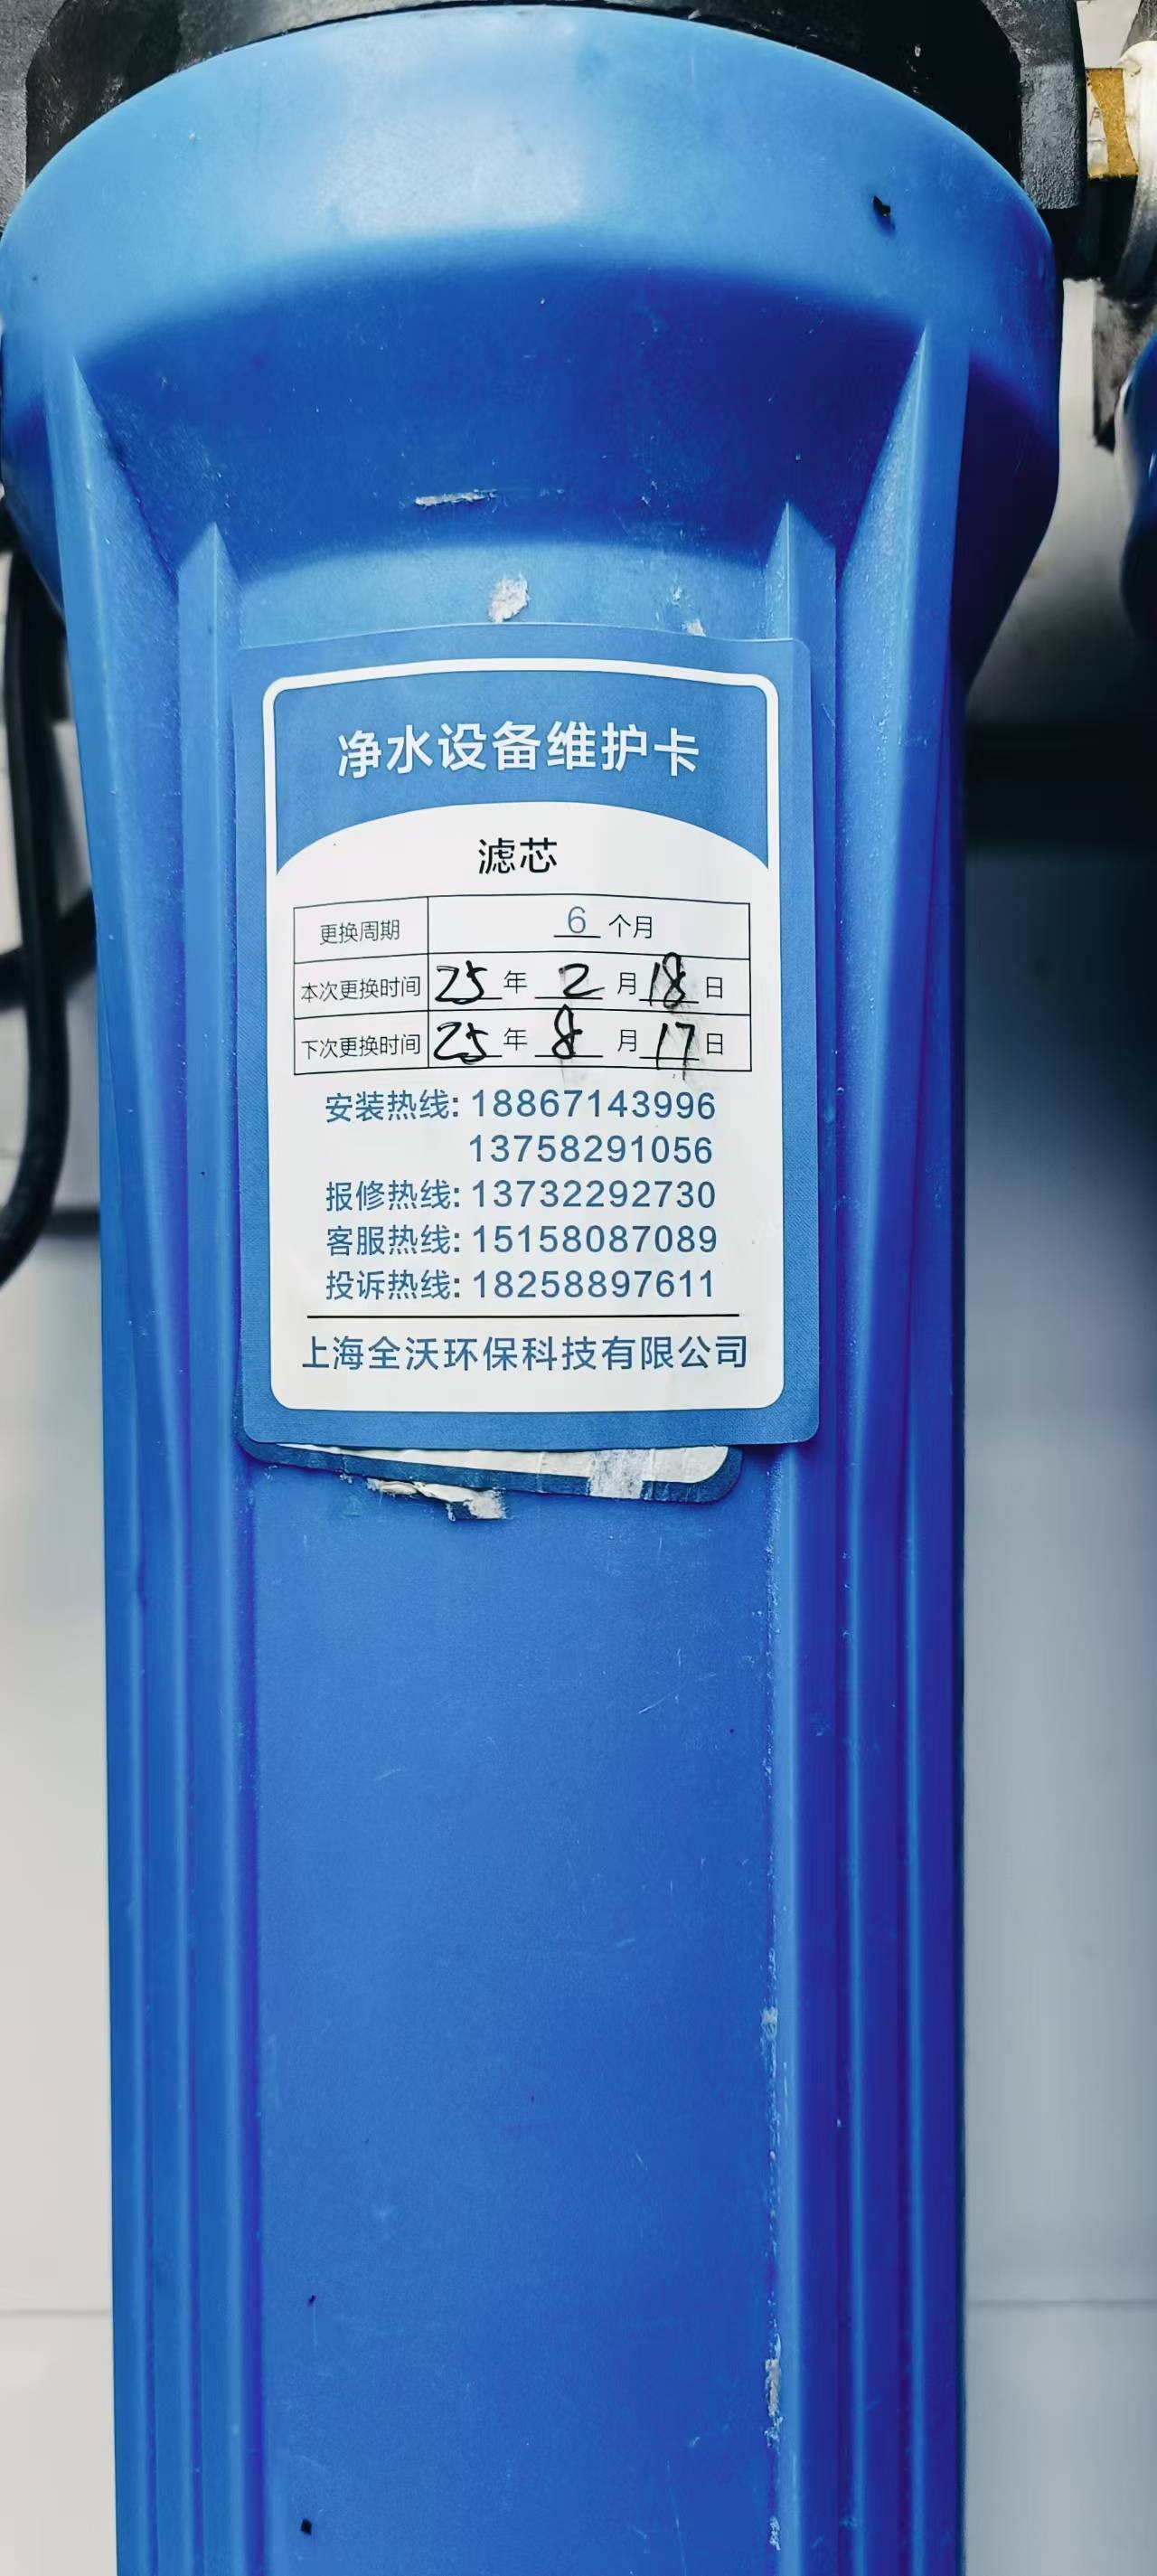 净水设备维护卡
滤芯
更换周期 6 个月
本次更换时间 25 年 2 月 18 日
下次更换时间 25 年 8 月 17 日
安装热线: 18867143996
13758291056
报修热线: 13732292730
客服热线: 15158087089
投诉热线: 18258897611
上海全沃环保科技有限公司